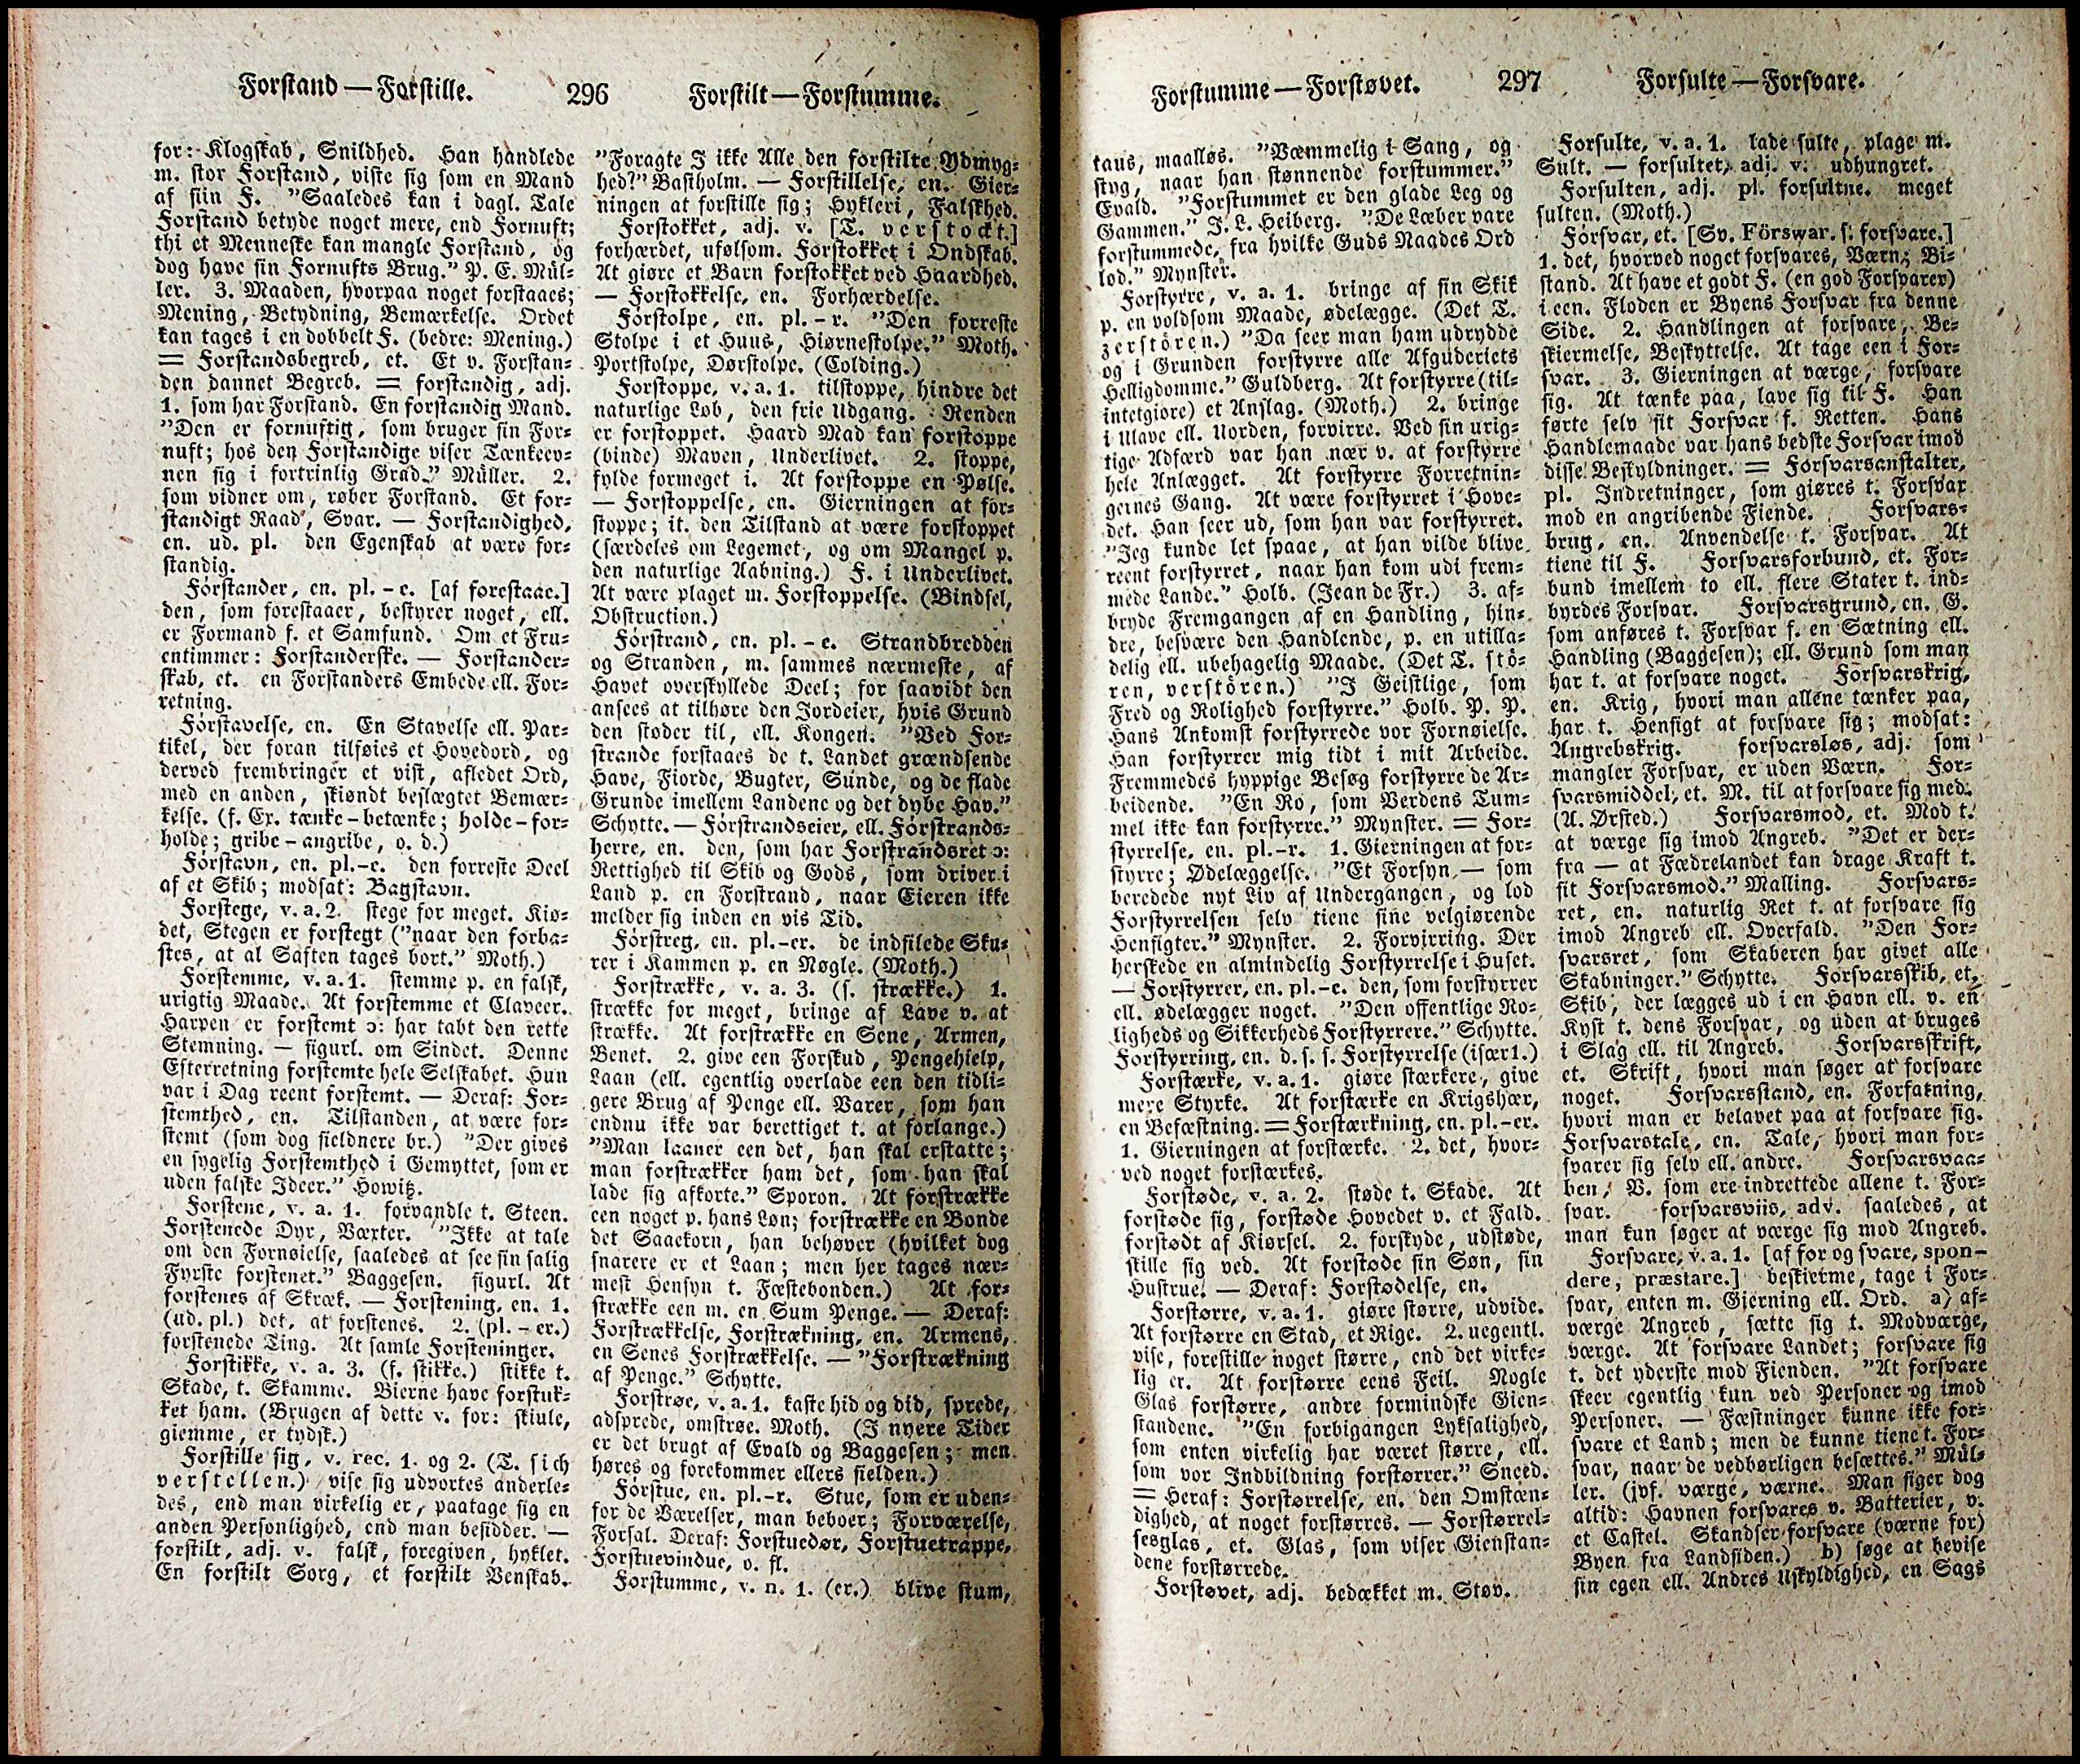 Forstand — Forstille.
296
Forstilt — Forstumme.
for: Klogskab, Snildhed. Han handlede
m. stor Forstand, viste sig som en Mand
af siin F. "Saaledes kan i dagl. Tale
Forstand betyde noget mere, end Fornuft;
thi et Menneske kan mangle Forstand, og
dog have sin Fornufts Brug." P. E. Mül-
ler. 3. Maaden, hvorpaa noget forstaaes;
Mening, Betydning, Bemærkelse. Ordet
kan tages i en dobbelt F. (bedre: Mening.)
= Forstandsbegreb, et. Et v. Forstan-
den dannet Begreb. = forstandig, adj.
1. som har Forstand. En forstandig Mand.
"Den er fornuftig, som bruger sin For-
nuft; hos den Forstandige viser Tænkeev-
nen sig i fortrinlig Grad." Müller. 2.
som vidner om, røber Forstand. Et for-
standigt Raad, Svar. — Forstandighed,
en. ud. pl. den Egenskab at være for-
standig.
Fórstander, en. pl. - e. [af forestaae.]
den, som forestaaer, bestyrer noget, ell.
er Formand f. et Samfund. Om et Fru-
entimmer: Forstanderske. — Forstander-
skab, et. en Forstanders Embede ell. For-
retning.
Fórstavelse, en. En Stavelse ell. Par-
tikel, der foran tilføies et Hovedord, og
derved frembringer et vist, afledet Ord,
med en anden, skiøndt beslægtet Bemær-
kelse. (f. Ex. tænke - betænke; holde - for-
holde; gribe - angribe, o. d.)
Fórstavn, en. pl.-e. den forreste Deel
af et Skib; modsat: Bagstavn.
Forstege, v. a. 2. stege for meget. Kiø-
det, Stegen er forstegt ("naar den forba-
stes, at al Saften tages bort." Moth.)
Forstemme, v. a. 1. stemme p. en falsk,
urigtig Maade. At forstemme et Claveer.
Harpen er forstemt ɔ: har tabt den rette
Stemning. — figurl. om Sindet. Denne
Efterretning forstemte hele Selskabet. Hun
var i Dag reent forstemt. — Deraf: For-
stemthed, en. Tilstanden, at være for-
stemt (som dog sieldnere br.) "Der gives
en sygelig Forstemthed i Gemyttet, som er
uden falske Ideer." Howitz.
Forstene, v. a. 1. forvandle t. Steen.
Forstenede Dyr, Væxter. "Ikke at tale
om den Fornøielse, saaledes at see sin salig
Fyrste forstenet." Baggesen. figurl. At
forstenes af Skræk. — Forstening, en. 1.
(ud. pl.) det, at forstenes. 2. (pl. - er.)
forstenede Ting. At samle Forsteninger.
Forstikke, v. a. 3. (f. stikke.) stikke t.
Skade, t. Skamme. Bierne have forstuk-
ket ham. (Brugen af dette v. for: skiule,
giemme, er tydsk.)
Forstille sig, v. rec. 1. og 2. (T. sich
verstellen.) vise sig udvortes anderle-
des, end man virkelig er, paatage sig en
anden Personlighed, end man besidder. —
forstilt, adj. v. falsk, foregiven, hyklet.
En forstilt Sorg, et forstilt Venskab.
"Foragte I ikke Alle den forstilte Ydmyg-
hed?" Bastholm. — Forstillelse, en. Gier-
ningen at forstille sig; Hykleri, Falskhed.
Forstokket, adj. v. [T. verstockt.]
forhærdet, ufølsom. Forstokket i Ondskab.
At giøre et Barn forstokket ved Haardhed.
— Forstokkelse, en. Forhærdelse.
Fórstolpe, en. pl. - r. "Den forreste
Stolpe i et Huus, Hiørnestolpe." Moth.
Portstolpe, Dørstolpe. (Colding.)
Forstoppe, v. a. 1. tilstoppe, hindre det
naturlige Løb, den frie Udgang. Renden
er forstoppet. Haard Mad kan forstoppe
(binde) Maven, Underlivet. 2. stoppe,
fylde formeget i. At forstoppe en Pølse.
— Forstoppelse, en. Gierningen at for-
stoppe; it. den Tilstand at være forstoppet
(særdeles om Legemet, og om Mangel p.
den naturlige Aabning.) F. i Underlivet.
At være plaget m. Forstoppelse. (Bindsel,
Obstruction.)
Fórstrand, en. pl. - e. Strandbredden
og Stranden, m. sammes nærmeste, af
Havet overskyllede Deel; for saavidt den
ansees at tilhøre den Jordeier, hvis Grund
den støder til, ell. Kongen. "Ved For-
strande forstaaes de t. Landet grændsende
Have, Fiorde, Bugter, Sunde, og de flade
Grunde imellem Landene og det dybe Hav."
Schytte. — Fórstrandseier, ell. Fórstrands-
herre, en. den, som har Forstrandsret ɔ:
Rettighed til Skib og Gods, som driver i
Land p. en Forstrand, naar Eieren ikke
melder sig inden en vis Tid.
Fórstreg, en. pl.-er. de indfilede Sku-
rer i Kammen p. en Nøgle. (Moth.)
Forstrække, v. a. 3. (f. strække.) 1.
strække for meget, bringe af Lave v. at
strække. At forstrække en Sene, Armen,
Benet. 2. give een Forskud, Pengehielp,
Laan (ell. egentlig overlade een den tidli-
gere Brug af Penge ell. Varer, som han
endnu ikke var berettiget t. at forlange.)
"Man laaner een det, han skal erstatte;
man forstrækker ham det, som han skal
lade sig afkorte." Sporon. At forstrække
een noget p. hans Løn; forstrække en Bonde
det Saaekorn, han behøver (hvilket dog
snarere er et Laan; men her tages nær-
mest Hensyn t. Fæstebonden.) At for-
strække een m. en Sum Penge. — Deraf:
Forstrækkelse, Forstrækning, en. Armens,
en Senes Forstrækkelse. — "Forstrækning
af Penge." Schytte.
Forstrøe, v. a. 1. kaste hid og did, sprede,
adsprede, omstrøe. Moth. (I nyere Tider
er det brugt af Evald og Baggesen; men
høres og forekommer ellers sielden.)
Fórstue, en. pl.-r. Stue, som er uden-
for de Værelser, man beboer; Forværelse,
Forsal. Deraf: Forstuedør, Forstuetrappe,
Forstuevindue, o. fl.
Forstumme, v. n. 1. (er.) blive stum,
Forstumme — Forstøvet.
297
Forsulte — Forsvare.
taus, maalløs. "Væmmelig i Sang, og
styg, naar han stønnende forstummer."
Evald. "Forstummet er den glade Leg og
Gammen." J. L. Heiberg. "De Læber vare
forstummede, fra hvilke Guds Naades Ord
lød." Mynster.
Forstyrre, v. a. 1. bringe af sin Skik
p. en voldsom Maade, ødelægge. (Det T.
zerstören.) "Da seer man ham udrydde
og i Grunden forstyrre alle Afguderiets
Helligdomme." Guldberg. At forstyrre (til-
intetgiøre) et Anslag. (Moth.) 2. bringe
i Ulave ell. Uorden, forvirre. Ved sin urig-
tige Adfærd var han nær v. at forstyrre
hele Anlægget. At forstyrre Forretnin-
gernes Gang. At være forstyrret i Hove-
det. Han seer ud, som han var forstyrret.
"Jeg kunde let spaae, at han vilde blive
reent forstyrret, naar han kom udi frem-
mede Lande." Holb. (Jean de Fr.) 3. af-
bryde Fremgangen af en Handling, hin-
dre, besvære den Handlende, p. en utilla-
delig ell. ubehagelig Maade. (Det T. stö-
ren, verstören.) "I Geistlige, som
Fred og Rolighed forstyrre." Holb. P. P.
Hans Ankomst forstyrrede vor Fornøielse.
Han forstyrrer mig tidt i mit Arbeide.
Fremmedes hyppige Besøg forstyrre de Ar-
beidende. "En Ro, som Verdens Tum-
mel ikke kan forstyrre." Mynster. = For-
styrrelse, en. pl.-r. 1. Gierningen at for-
styrre; Ødelæggelse. "Et Forsyn — som
beredede nyt Liv af Undergangen, og lod
Forstyrrelsen selv tiene sine velgiørende
Hensigter." Mynster. 2. Forvirring. Der
herskede en almindelig Forstyrrelse i Huset.
— Forstyrrer, en. pl.-e. den, som forstyrrer
ell. ødelægger noget. "Den offentlige Ro-
ligheds og Sikkerheds Forstyrrere." Schytte.
Forstyrring, en. d. s. s. Forstyrrelse (især 1.)
Forstærke, v. a. 1. giøre stærkere, give
mere Styrke. At forstærke en Krigshær,
en Befæstning. = Forstærkning, en. pl.-er.
1. Gierningen at forstærke. 2. det, hvor-
ved noget forstærkes.
Forstøde, v. a. 2. støde t. Skade. At
forstøde sig, forstøde Hovedet v. et Fald.
forstødt af Kiørsel. 2. forskyde, udstøde,
skille sig ved. At forstøde sin Søn, sin
Hustrue. — Deraf: Forstødelse, en.
Forstørre, v. a. 1. giøre større, udvide.
At forstørre en Stad, et Rige. 2. uegentl.
vise, forestille noget større, end det virke-
lig er. At forstørre eens Feil. Nogle
Glas forstørre, andre formindske Gien-
standene. "En forbigangen Lyksalighed,
som enten virkelig har været større, ell.
som vor Indbildning forstørrer." Sneed.
= Heraf: Forstørrelse, en. den Omstæn-
dighed, at noget forstørres. — Forstørrel-
sesglas, et. Glas, som viser Gienstan-
dene forstørrede.
Forstøvet, adj. bedækket m. Støv.
Forsulte, v. a. 1. lade sulte, plage m.
Sult. — forsultet, adj. v. udhungret.
Forsulten, adj. pl. forsultne. meget
sulten. (Moth.)
Fórsvar, et. [Sv. Förswar. s. forsvare.]
1. det, hvorved noget forsvares, Værn; Bi-
stand. At have et godt F. (en god Forsvarer)
i een. Floden er Byens Forsvar fra denne
Side. 2. Handlingen at forsvare; Be-
skiermelse, Beskyttelse. At tage een i For-
svar. 3. Gierningen at værge, forsvare
sig. At tænke paa, lave sig til F. Han
førte selv sit Forsvar f. Retten. Hans
Handlemaade var hans bedste Forsvar imod
disse Beskyldninger. = Forsvarsanstalter,
pl. Indretninger, som giøres t. Forsvar
mod en angribende Fiende. Forsvars-
brug, en. Anvendelse t. Forsvar. At
tiene til F. Forsvarsforbund, et. For-
bund imellem to ell. flere Stater t. ind-
byrdes Forsvar. Forsvarsgrund, en. G.
som anføres t. Forsvar f. en Sætning ell.
Handling (Baggesen); ell. Grund som man
har t. at forsvare noget. Forsvarskrig,
en. Krig, hvori man allene tænker paa,
har t. Hensigt at forsvare sig; modsat:
Angrebskrig. forsvarsløs, adj. som
mangler Forsvar, er uden Værn. For-
svarsmiddel, et. M. til at forsvare sig med.
(A. Ørsted.) Forsvarsmod, et. Mod t.
at værge sig imod Angreb. "Det er der-
fra — at Fædrelandet kan drage Kraft t.
sit Forsvarsmod." Malling. Forsvars-
ret, en. naturlig Ret t. at forsvare sig
imod Angreb ell. Overfald. "Den For-
svarsret, som Skaberen har givet alle
Skabninger." Schytte. Forsvarsskib, et.
Skib, der lægges ud i en Havn ell. v. en
Kyst t. dens Forsvar, og uden at bruges
i Slag ell. til Angreb. Forsvarsskrift,
et. Skrift, hvori man søger at forsvare
noget. Forsvarsstand, en. Forfatning,
hvori man er belavet paa at forsvare sig.
Forsvarstale, en. Tale, hvori man for-
svarer sig selv ell. andre. Forsvarsvaa-
ben, V. som ere indrettede allene t. For-
svar. forsvarsviis, adv. saaledes, at
man kun søger at værge sig mod Angreb.
Forsvare, v. a. 1. [af for og svare, spon-
dere, præstare.] beskierme, tage i For-
svar, enten m. Gierning ell. Ord. a) af-
værge Angreb, sætte sig t. Modværge,
værge. At forsvare Landet; forsvare sig
t. det yderste mod Fienden. "At forsvare
skeer egentlig kun ved Personer og imod
Personer. — Fæstninger kunne ikke for-
svare et Land; men de kunne tiene t. For-
svar, naar de vedbørligen besættes." Mül-
ler. (jvf. værge, værne. Man siger dog
altid: Havnen forsvares v. Batterier, v.
et Castel. Skandser forsvare (værne for)
Byen fra Landsiden.) b) søge at bevise
sin egen ell. Andres Uskyldighed, en Sags